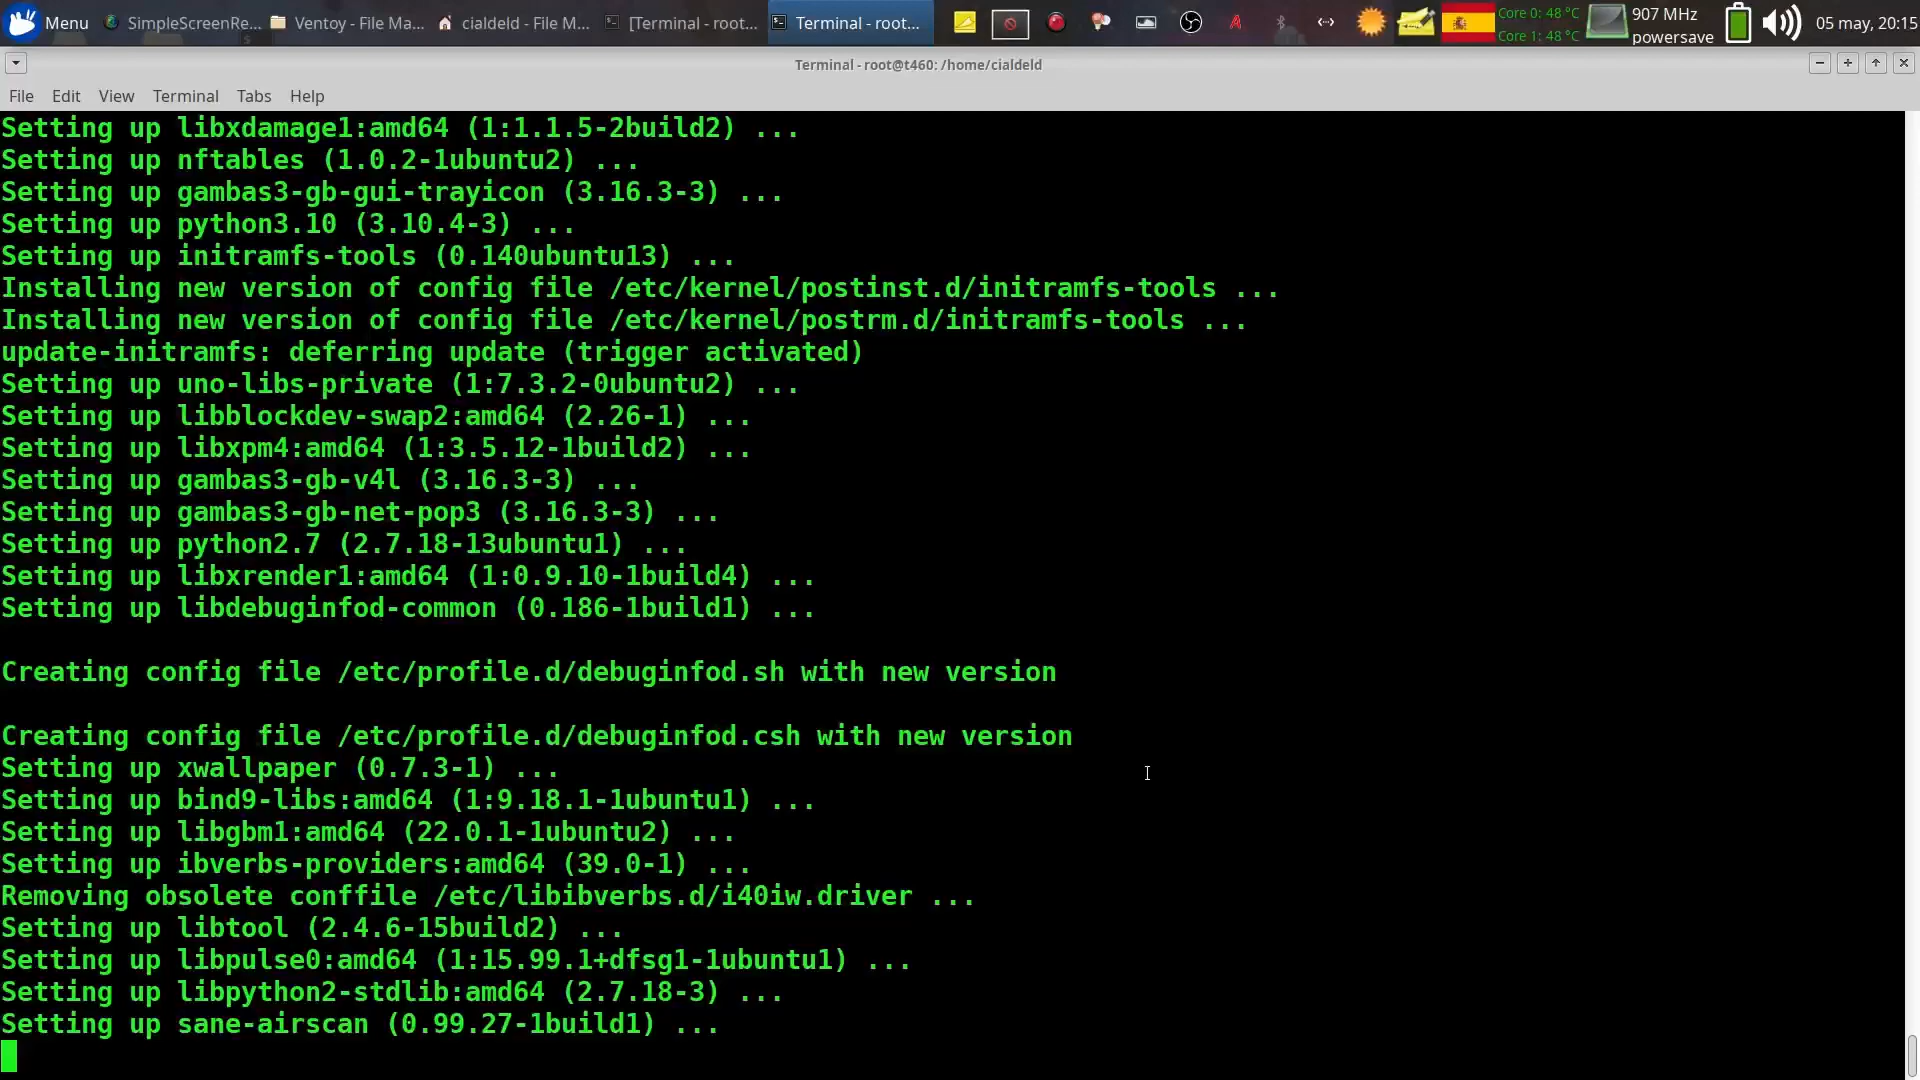 Menu
SimpleScreenRe...
Ventoy - File Ma...
cialdeld - File M...
[Terminal - root...
Terminal - root...
Core 0: 48 °C
Core 1: 48 °C
907 MHz
powersave
05 may, 20:15
Terminal - root@t460: /home/cialdeld
File Edit View Terminal Tabs Help
Setting up libxdamage1:amd64 (1:1.1.5-2build2) ...
Setting up nftables (1.0.2-1ubuntu2) ...
Setting up gambas3-gb-gui-trayicon (3.16.3-3) ...
Setting up python3.10 (3.10.4-3) ...
Setting up initramfs-tools (0.140ubuntu13) ...
Installing new version of config file /etc/kernel/postinst.d/initramfs-tools ...
Installing new version of config file /etc/kernel/postrm.d/initramfs-tools ...
update-initramfs: deferring update (trigger activated)
Setting up uno-libs-private (1:7.3.2-0ubuntu2) ...
Setting up libblockdev-swap2:amd64 (2.26-1) ...
Setting up libxpm4:amd64 (1:3.5.12-1build2) ...
Setting up gambas3-gb-v4l (3.16.3-3) ...
Setting up gambas3-gb-net-pop3 (3.16.3-3) ...
Setting up python2.7 (2.7.18-13ubuntu1) ...
Setting up libxrender1:amd64 (1:0.9.10-1build4) ...
Setting up libdebuginfod-common (0.186-1build1) ...
Creating config file /etc/profile.d/debuginfod.sh with new version
Creating config file /etc/profile.d/debuginfod.csh with new version
Setting up xwallpaper (0.7.3-1) ...
Setting up bind9-libs:amd64 (1:9.18.1-1ubuntu1) ...
Setting up libgbm1:amd64 (22.0.1-1ubuntu2) ...
Setting up ibverbs-providers:amd64 (39.0-1) ...
Removing obsolete conffile /etc/libibverbs.d/i40iw.driver ...
Setting up libtool (2.4.6-15build2) ...
Setting up libpulse0:amd64 (1:15.99.1+dfsg1-1ubuntu1) ...
Setting up libpython2-stdlib:amd64 (2.7.18-3) ...
Setting up sane-airscan (0.99.27-1build1) ...